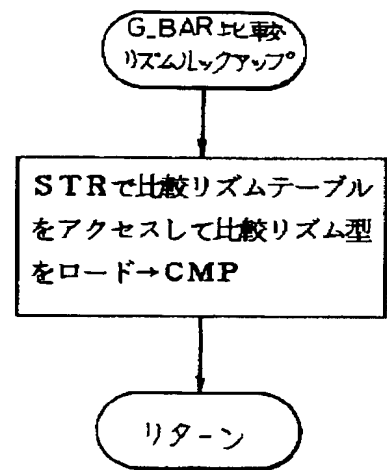 G_BAR比較
リズムルックアップ
STRで比較リズムテーブル
をアクセスして比較リズム型
をロード→CMP
リターン